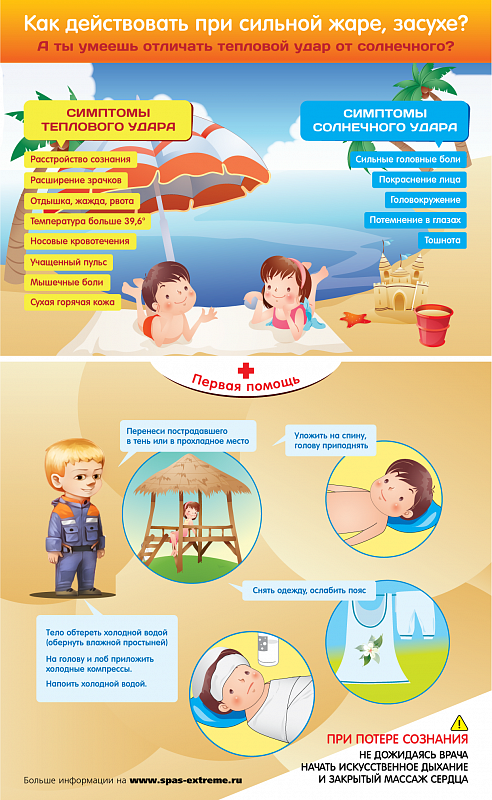 Как действовать при сильной жаре, засухе?
А ты умеешь отличать тепловой удар от солнечного?
СИМПТОМЫ
ТЕПЛОВОГО УДАРА
Расстройство сознания
Расширение зрачков
Отдышка, жажда, рвота
Температура больше 39,6°
Носовые кровотечения
Учащенный пульс
Мышечные боли
Сухая горячая кожа
СИМПТОМЫ
СОЛНЕЧНОГО УДАРА
Сильные головные боли
Покраснение лица
Головокружение
Потемнение в глазах
Тошнота
Первая помощь
Перенеси пострадавшего
в тень или в прохладное место
Уложить на спину,
голову приподнять
Снять одежду, ослабить пояс
Тело обтереть холодной водой
(обернуть влажной простыней)
На голову и лоб приложить
холодные компрессы.
Напоить холодной водой.
ПРИ ПОТЕРЕ СОЗНАНИЯ
НЕ ДОЖИДАЯСЬ ВРАЧА
НАЧАТЬ ИСКУССТВЕННОЕ ДЫХАНИЕ
И ЗАКРЫТЫЙ МАССАЖ СЕРДЦА
Больше информации на www.spas-extreme.ru